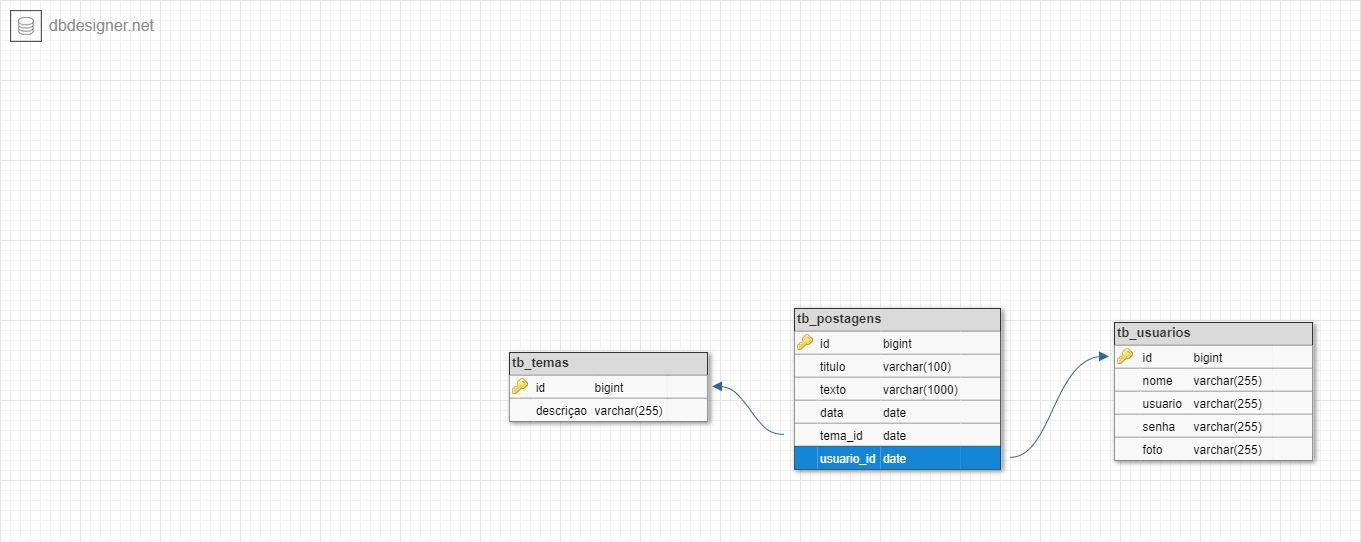 dbdesigner.net
tb_temas
id bigint
descriçao varchar(255)
tb_postagens
id bigint
titulo varchar(100)
texto varchar(1000)
data date
tema_id date
usuario_id date
tb_usuarios
id bigint
nome varchar(255)
usuario varchar(255)
senha varchar(255)
foto varchar(255)